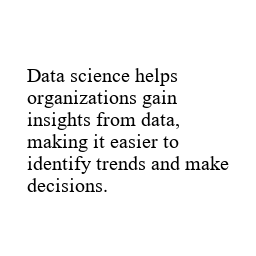 Data science helps
organizations gain
insights from data,
making it easier to
identify trends and make
decisions.